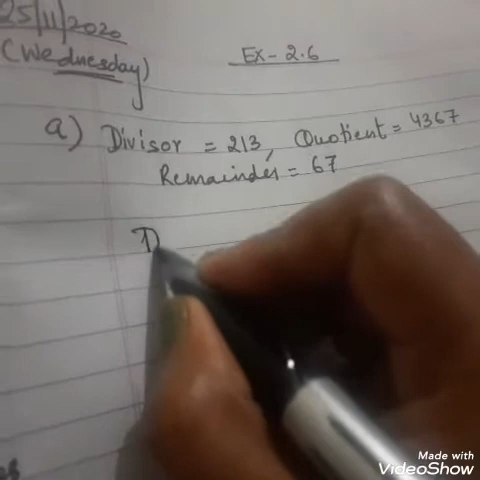 25/11/2020
(Wednesday)
Ex - 2.6
a) Divisor = 213, Quotient = 4367
Remainder = 67
D
Made with
VideoShow